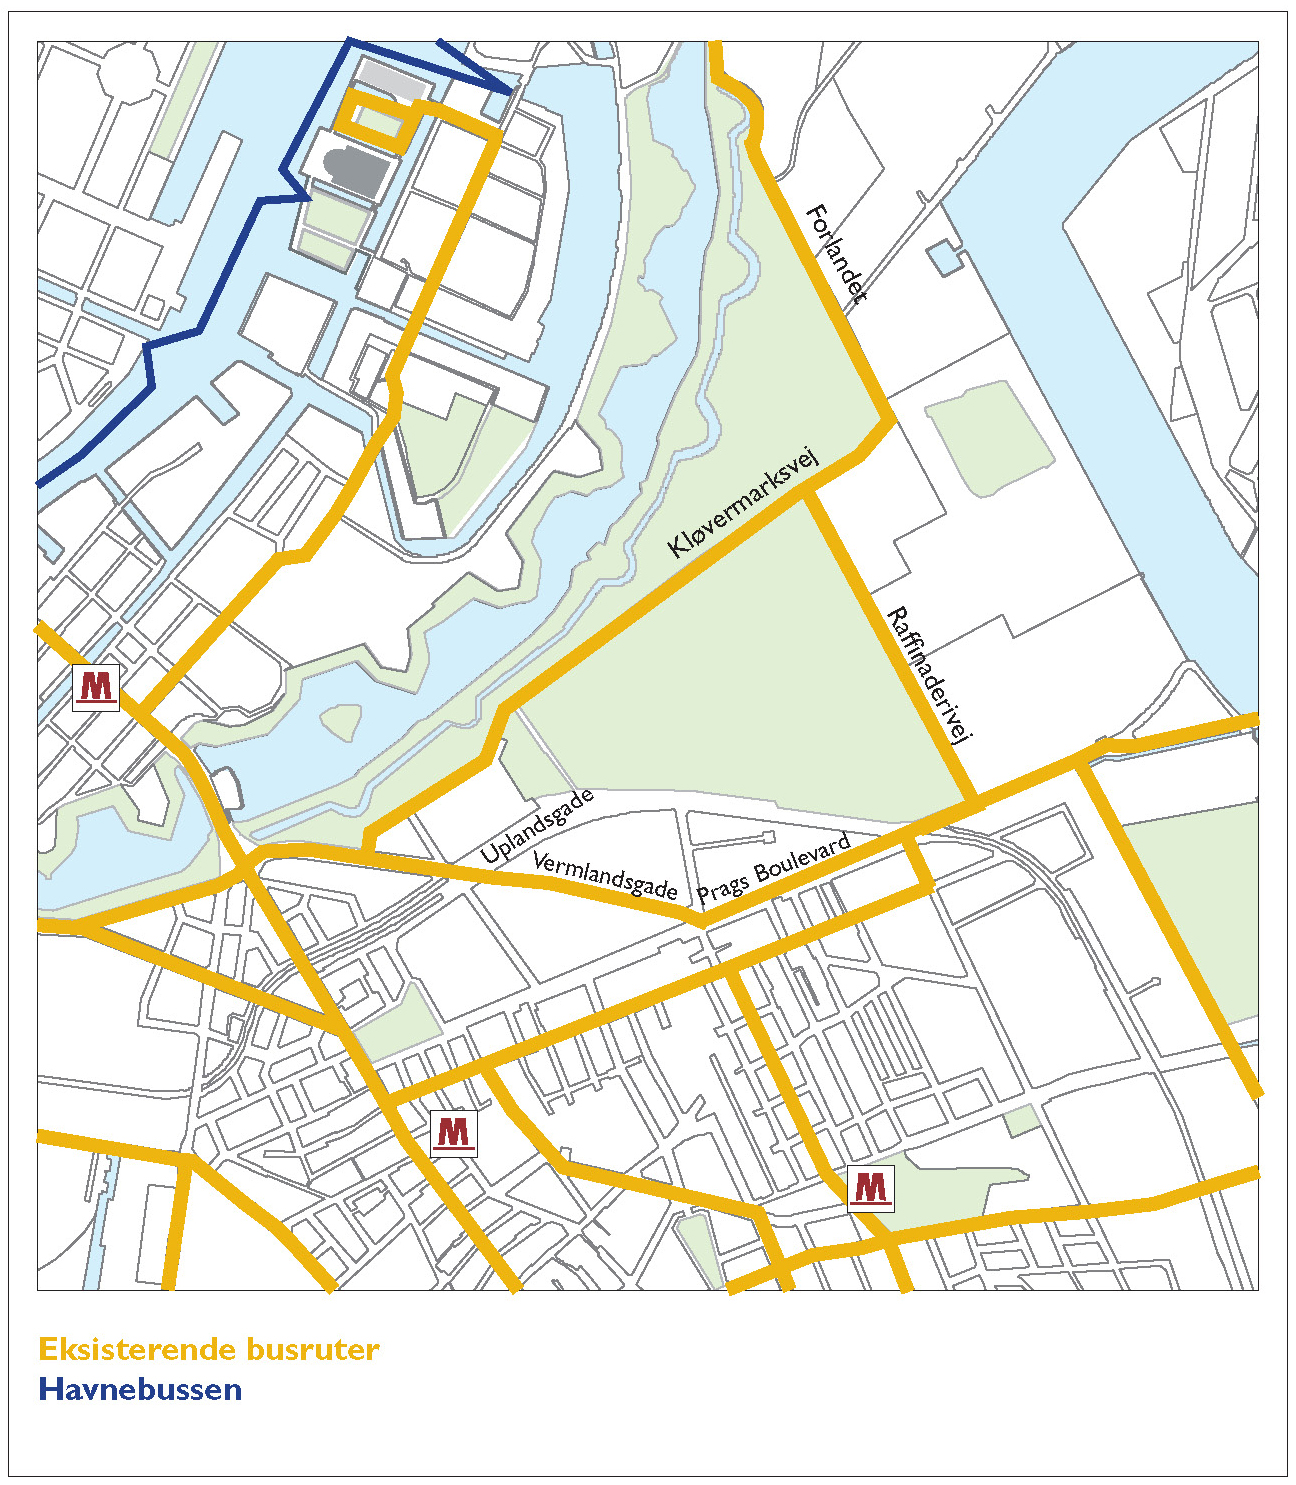 Forlandet
Kløvermarksvej
Raffinaderivej
M
Uplandsgade
Vermlandsgade
Prags Boulevard
M
M
Eksisterende busruter
Havnebussen